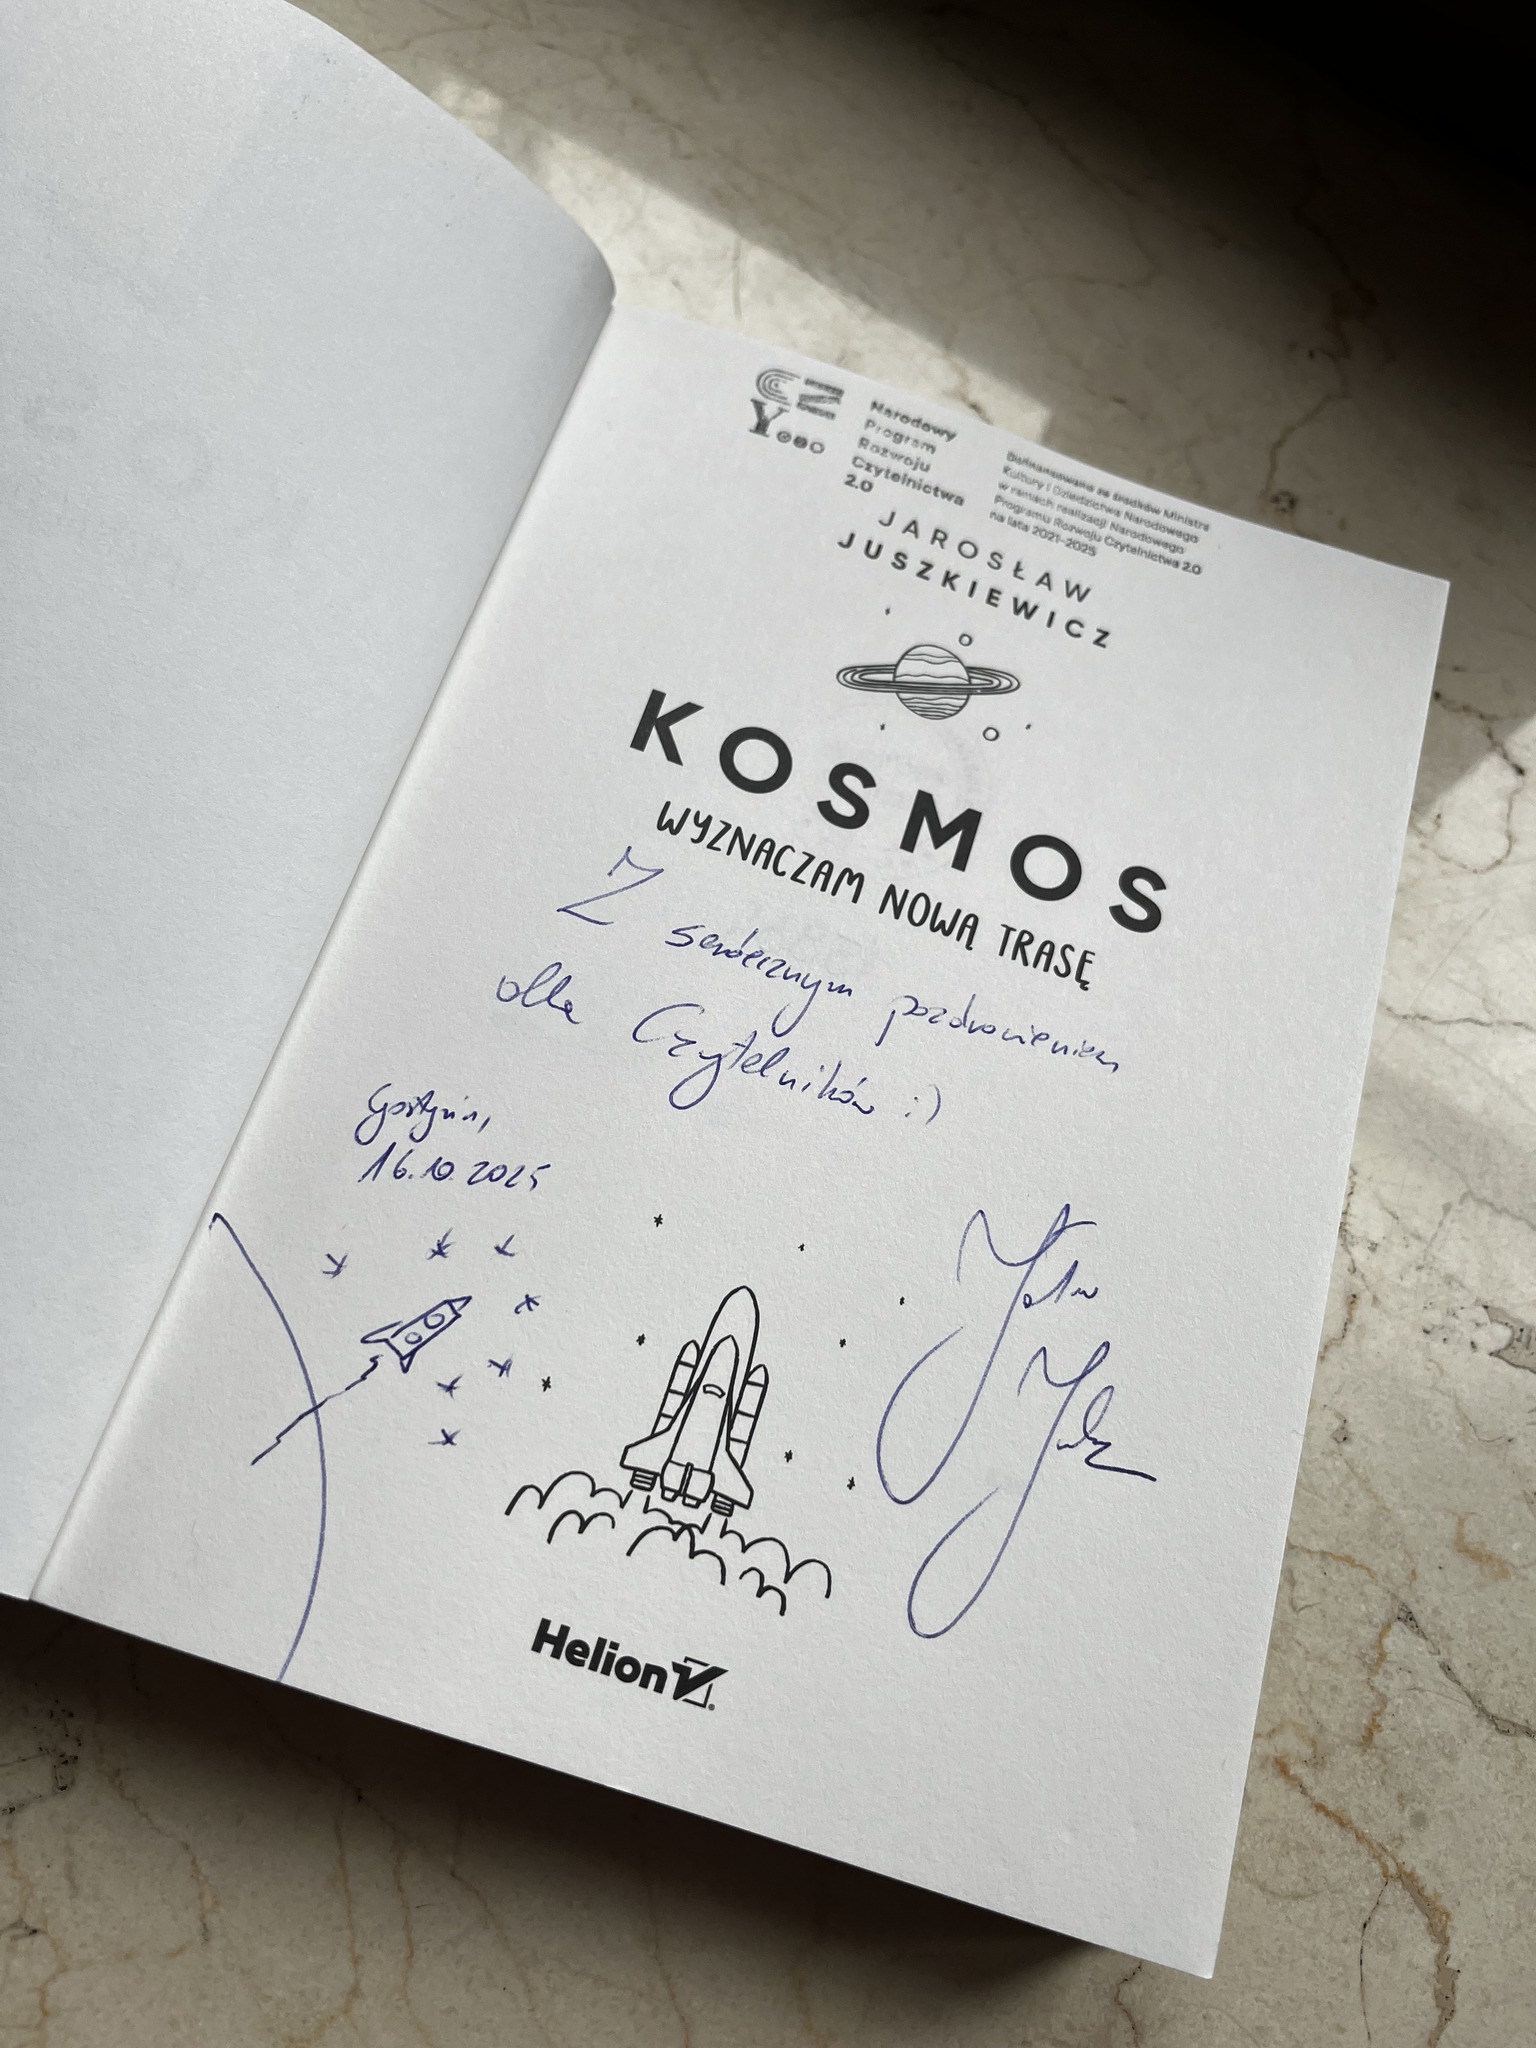 Narodowy
Program
Rozwoju
Czytelnictwa
2.0
Dofinansowano ze środków Ministra
Kultury i Dziedzictwa Narodowego
w ramach realizacji Narodowego
Programu Rozwoju Czytelnictwa 2.0
na lata 2021-2025
JAROSŁAW
JUSZKIEWICZ
KOSMOS
WYZNACZAM NOWĄ TRASĘ
Z serdecznym pozdrowieniem
dla Czytelników :)
Gostynin,
16.10.2025
Helion